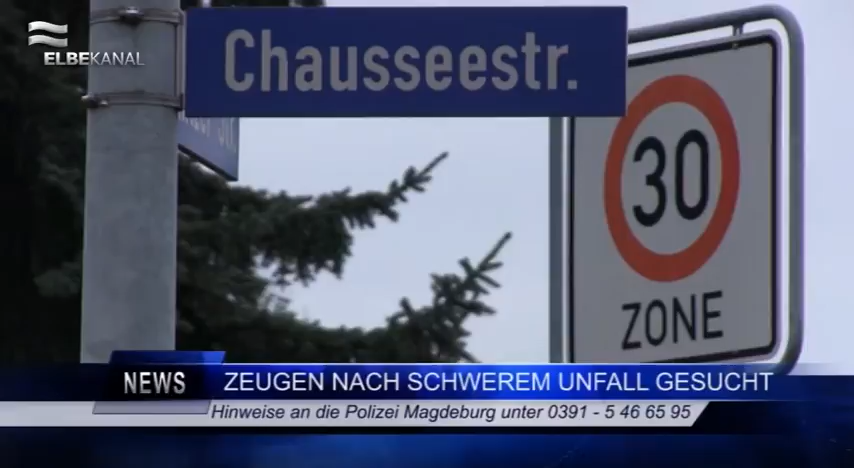 ELBEKANAL
Chausseestr.
30
ZONE
NEWS ZEUGEN NACH SCHWEREM UNFALL GESUCHT
Hinweise an die Polizei Magdeburg unter 0391 - 5 46 65 95